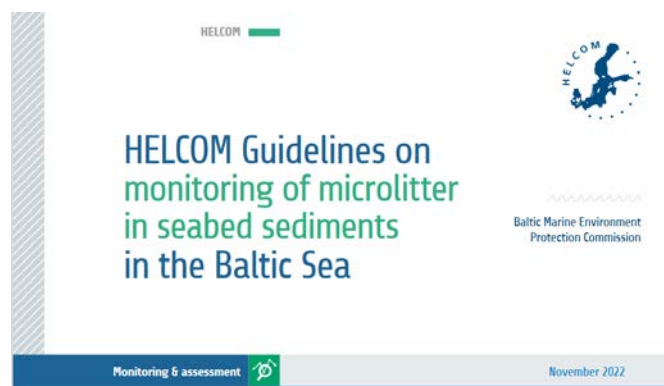 HELCOM
HELCOM
HELCOM Guidelines on
monitoring of microlitter
in seabed sediments
in the Baltic Sea
Baltic Marine Environment
Protection Commission
Monitoring & assessment
November 2022